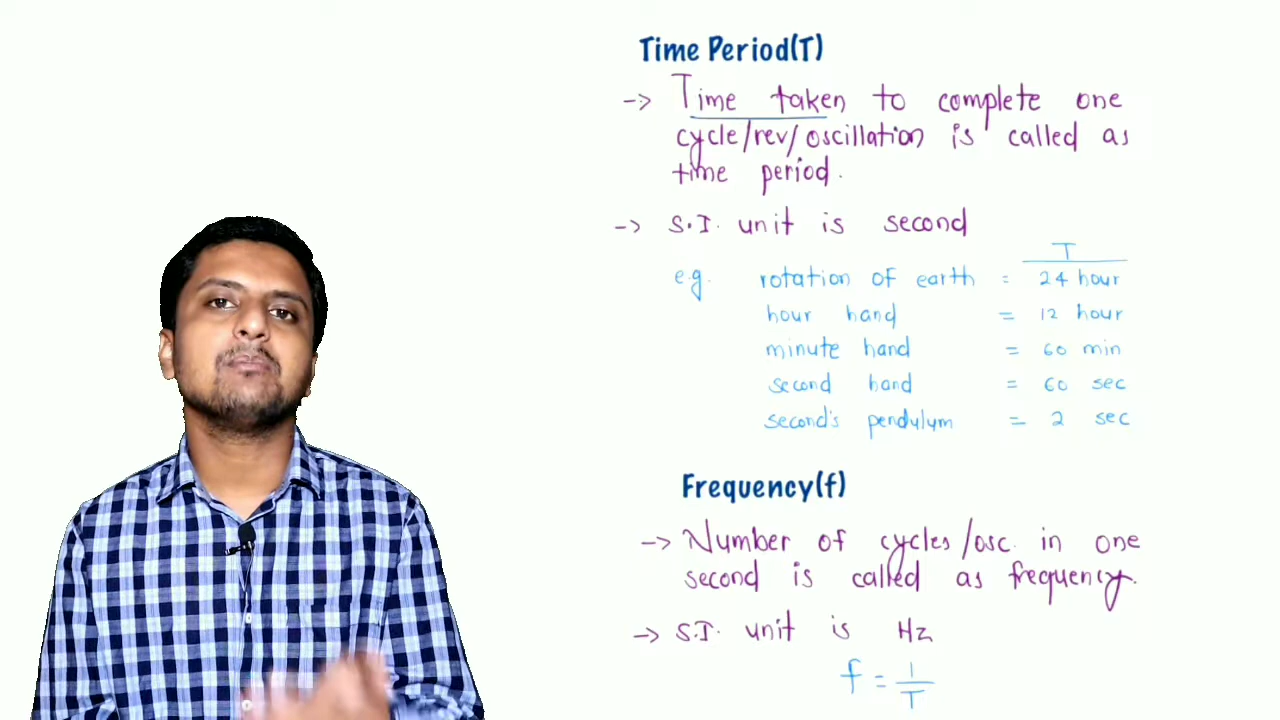 Time Period(T)
-> Time taken to complete one
cycle/rev/oscillation is called as
time period.
-> S.I. unit is second
T
e.g. rotation of earth = 24 hour
hour hand = 12 hour
minute hand = 60 min
second hand = 60 sec
second's pendulym = 2 sec
Frequency(f)
-> Number of cycles/osc. in one
second is called as frequency.
-> S.I. unit is Hz
f = 1/T